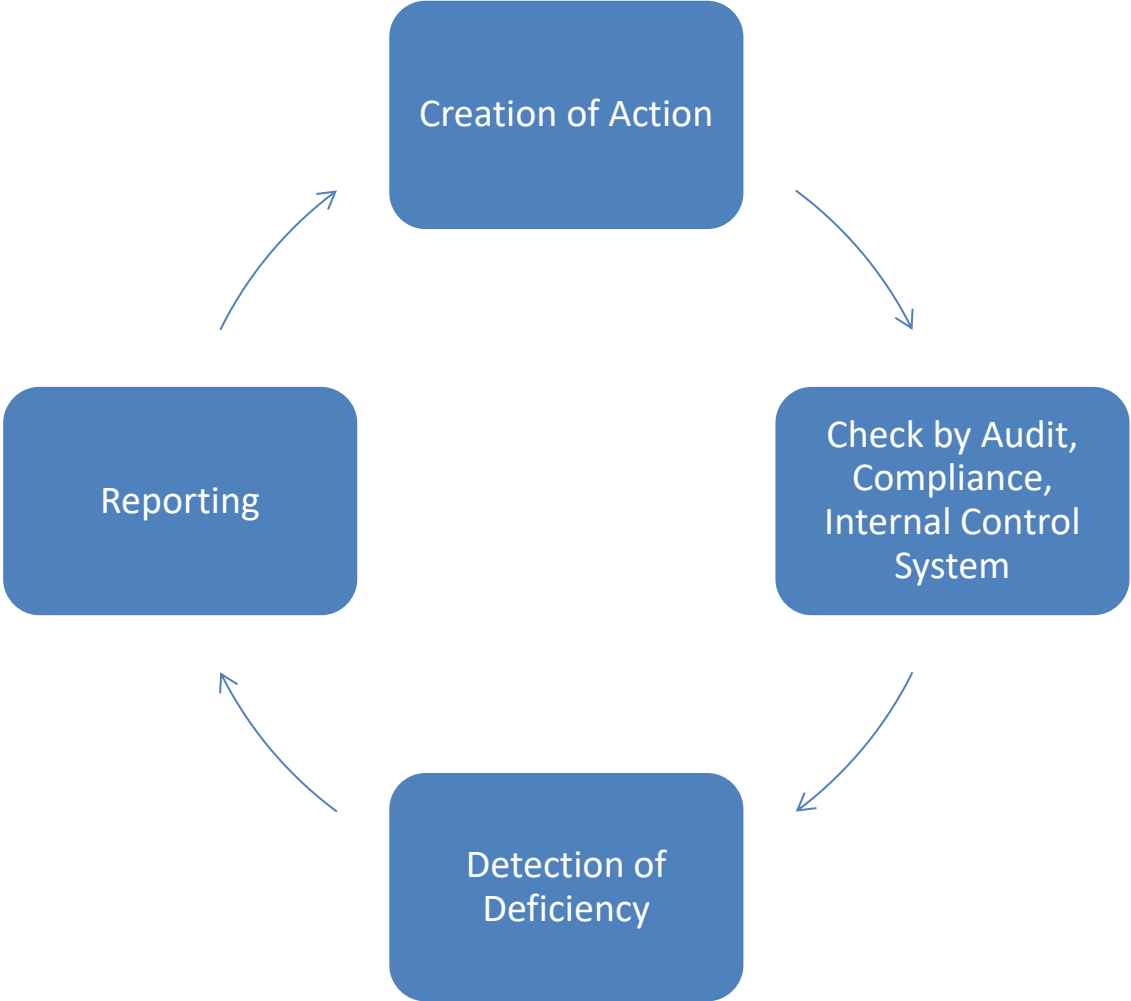 Creation of Action
Check by Audit,
Compliance,
Internal Control
System
Reporting
Detection of
Deficiency